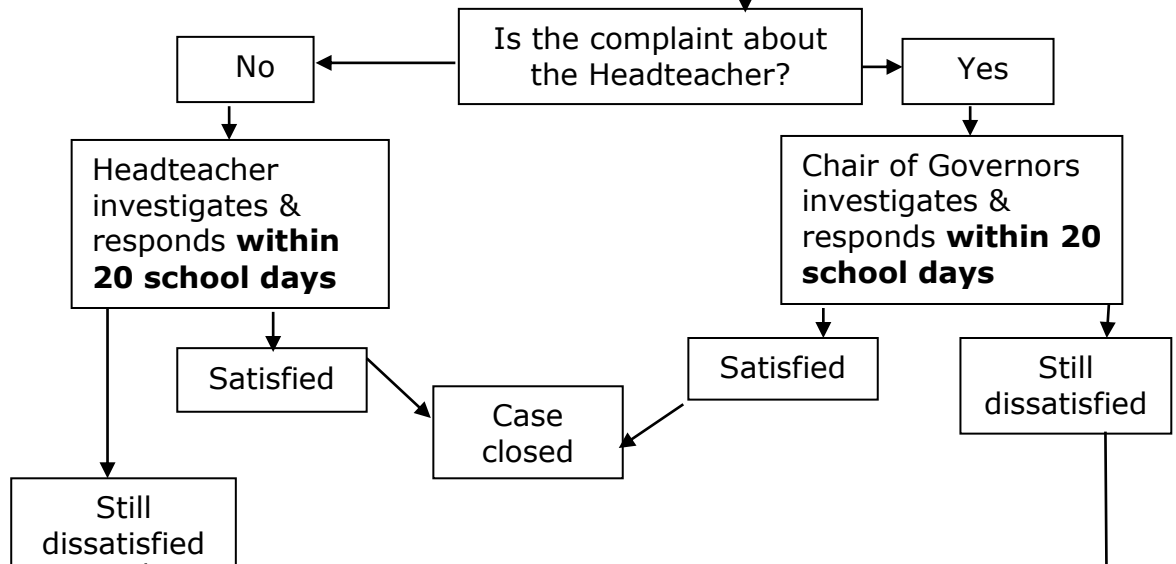 Is the complaint about
the Headteacher?
No
Yes
Headteacher
investigates &
responds within
20 school days
Chair of Governors
investigates &
responds within 20
school days
Satisfied
Satisfied
Still
dissatisfied
Case
closed
Still
dissatisfied